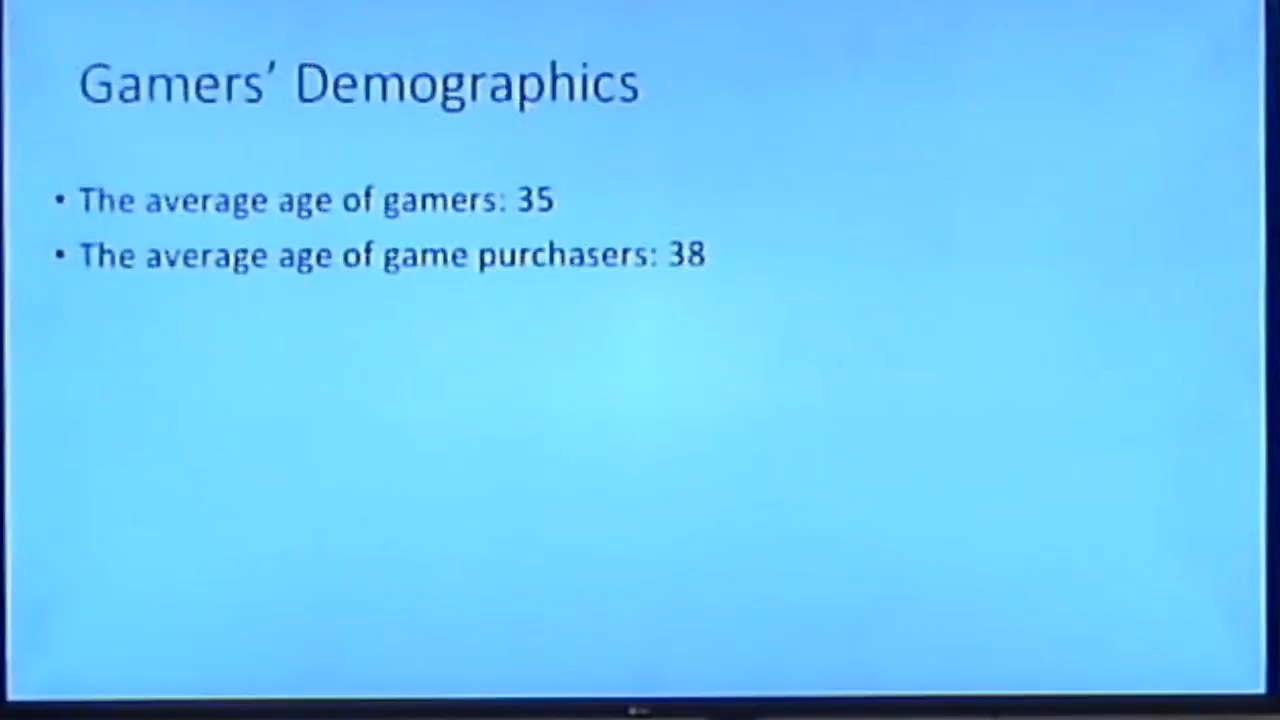 Gamers' Demographics
• The average age of gamers: 35
• The average age of game purchasers: 38